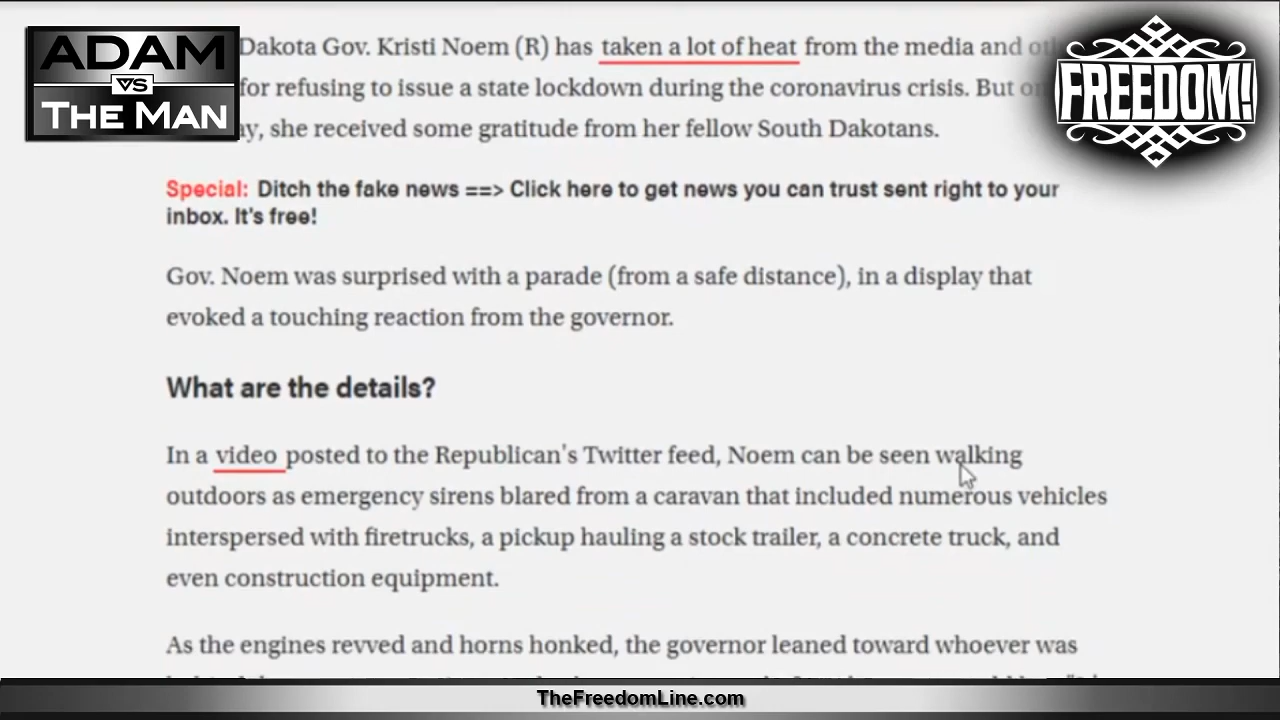 ADAM
VS
THE MAN
FREEDOM!
Dakota Gov. Kristi Noem (R) has taken a lot of heat from the media and
for refusing to issue a state lockdown during the coronavirus crisis. But
she received some gratitude from her fellow South Dakotans.
Special: Ditch the fake news ==> Click here to get news you can trust sent right to your
inbox. It's free!
Gov. Noem was surprised with a parade (from a safe distance), in a display that
evoked a touching reaction from the governor.
What are the details?
In a video posted to the Republican's Twitter feed, Noem can be seen walking
outdoors as emergency sirens blared from a caravan that included numerous vehicles
interspersed with firetrucks, a pickup hauling a stock trailer, a concrete truck, and
even construction equipment.
As the engines revved and horns honked, the governor leaned toward whoever was
TheFreedomLine.com